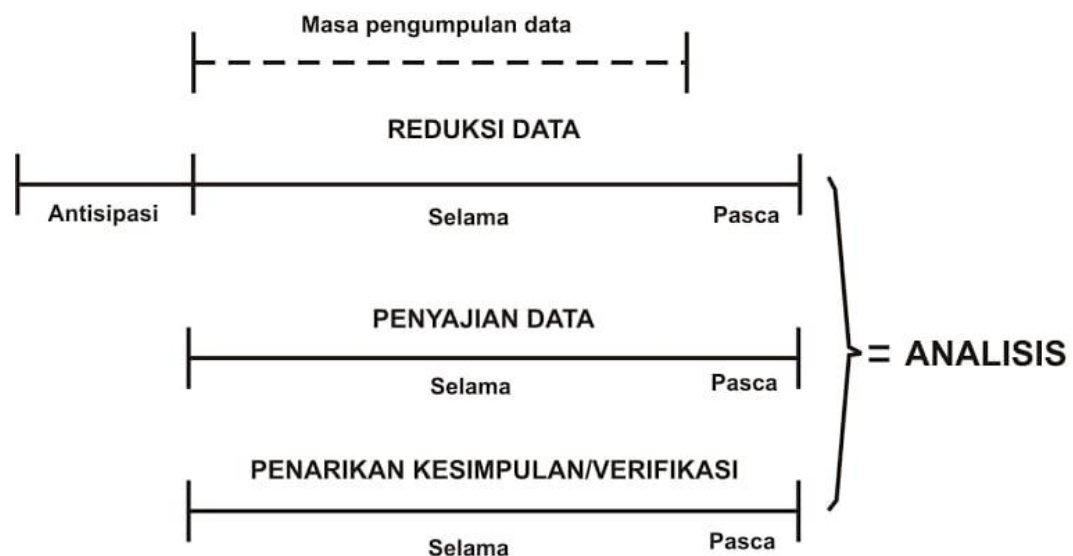 Masa pengumpulan data
REDUKSI DATA
Antisipasi
Selama
Pasca
PENYAJIAN DATA
= ANALISIS
Selama
Pasca
PENARIKAN KESIMPULAN/VERIFIKASI
Selama
Pasca